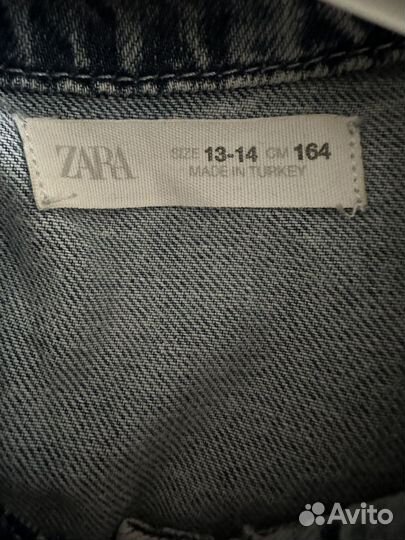 ZARA
SIZE 13-14 CM 164
MADE IN TURKEY
Avito